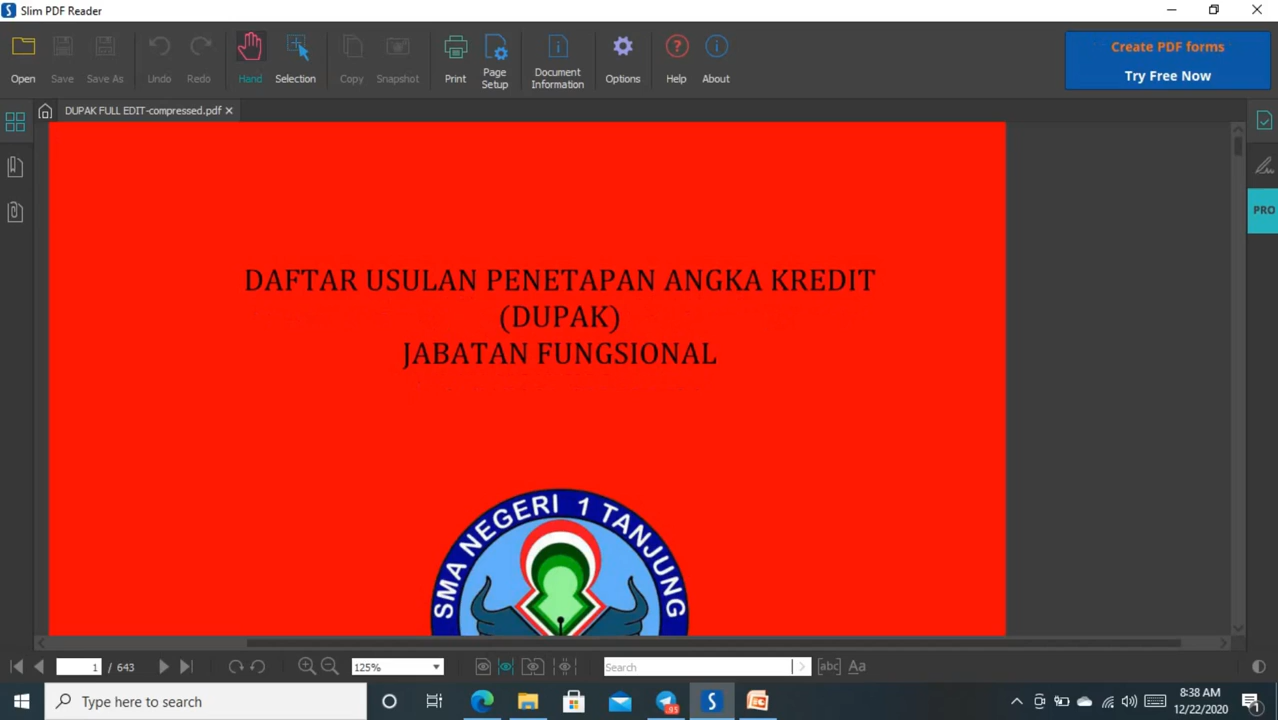 Slim PDF Reader
Open
Save
Save As
Undo
Redo
Hand
Selection
Copy
Snapshot
Print
Page Setup
Document Information
Options
Help
About
Create PDF forms
Try Free Now
DUPAK FULL EDIT-compressed.pdf
PRO
DAFTAR USULAN PENETAPAN ANGKA KREDIT
(DUPAK)
JABATAN FUNGSIONAL
SMA NEGERI 1 TANJUNG
1 / 643
125%
Search
[abc]
Aa
Type here to search
95
8:38 AM
12/22/2020
1